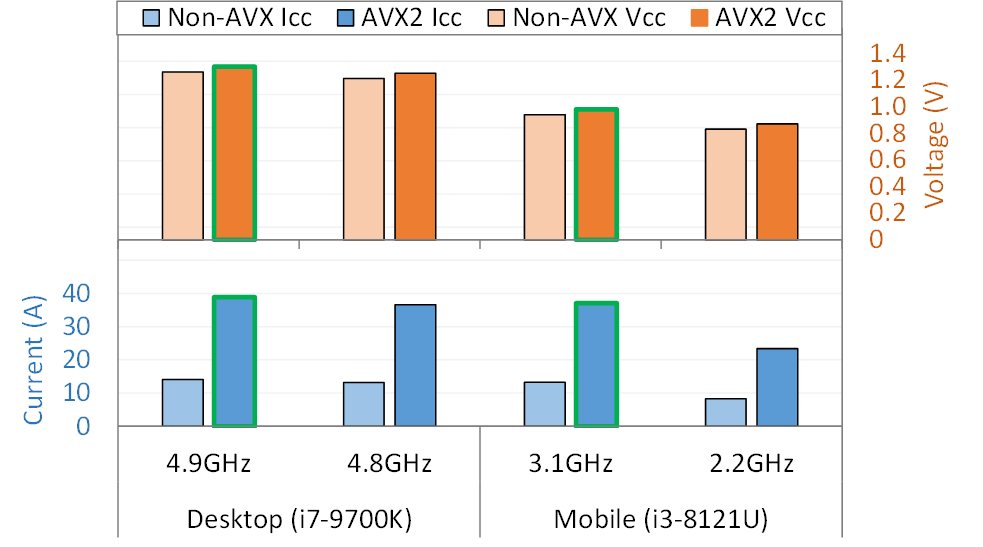 Non-AVX Icc AVX2 Icc Non-AVX Vcc AVX2 Vcc
1.4
1.2
1.0
0.8
0.6
0.4
0.2
0
Voltage (V)
Current (A)
40
30
20
10
0
4.9GHz 4.8GHz 3.1GHz 2.2GHz
Desktop (i7-9700K) Mobile (i3-8121U)